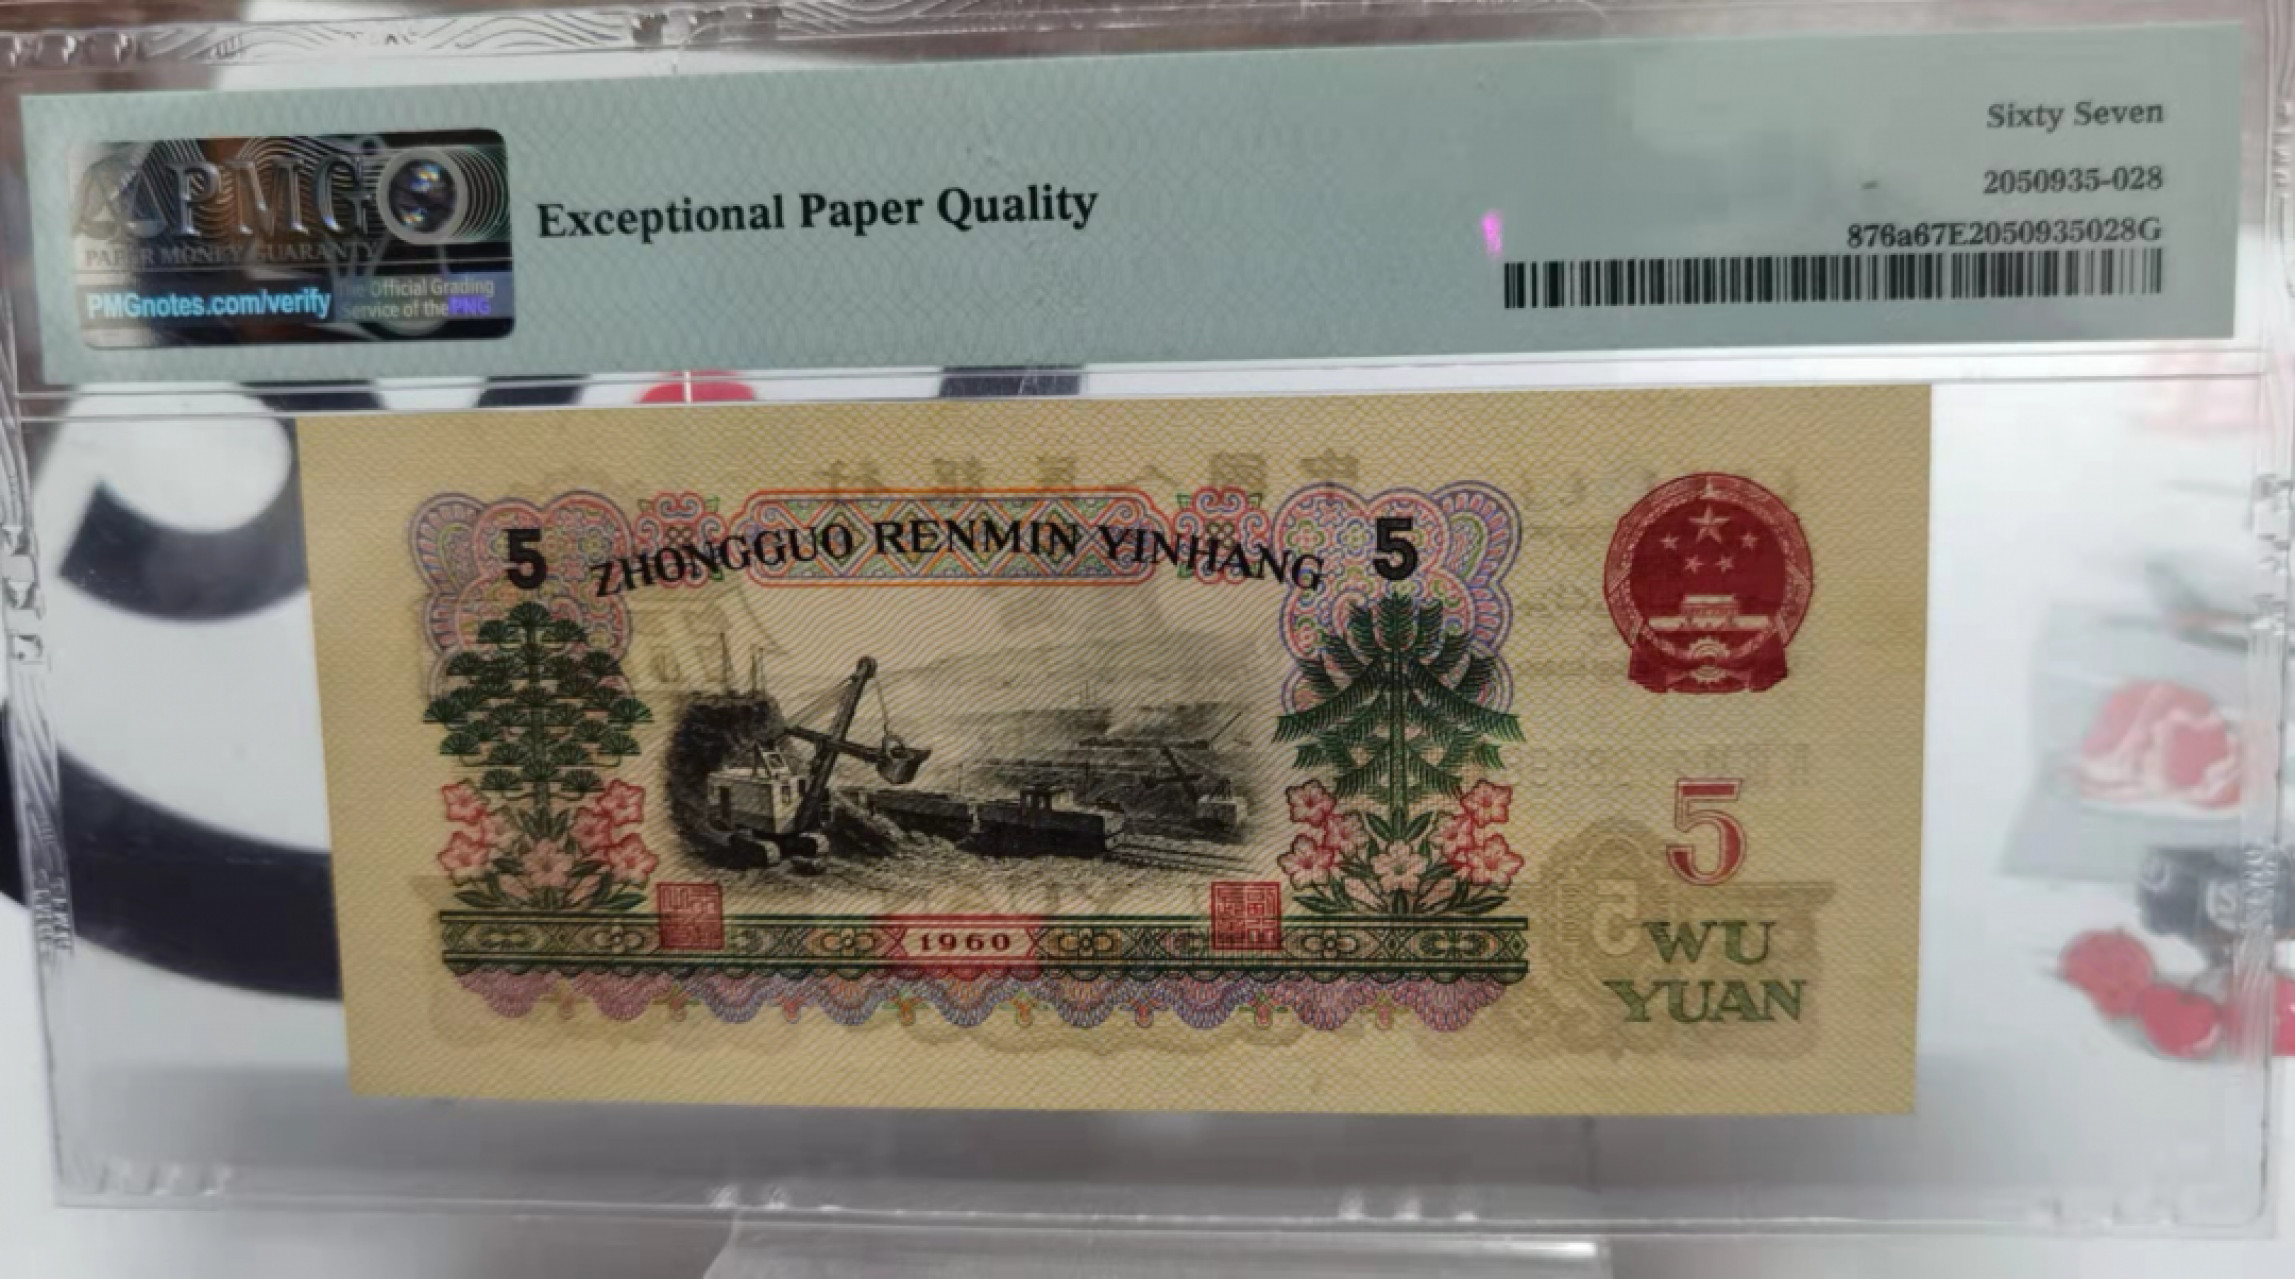 Sixty Seven
2050935-028
876a67E2050935028G
PMG
PAPER MONEY GUARANTY
PMGnotes.com/verify
The Official Grading
Service of the PNG
Exceptional Paper Quality
5 ZHONGGUO RENMIN YINHANG 5
1960
5
WU
YUAN